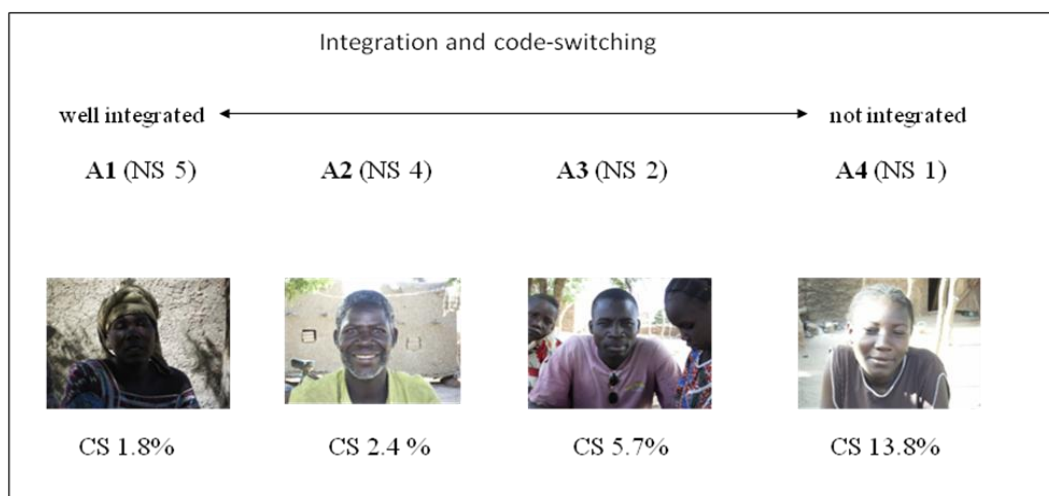 Integration and code-switching
well integrated not integrated
A1 (NS 5) A2 (NS 4) A3 (NS 2) A4 (NS 1)
CS 1.8% CS 2.4 % CS 5.7% CS 13.8%